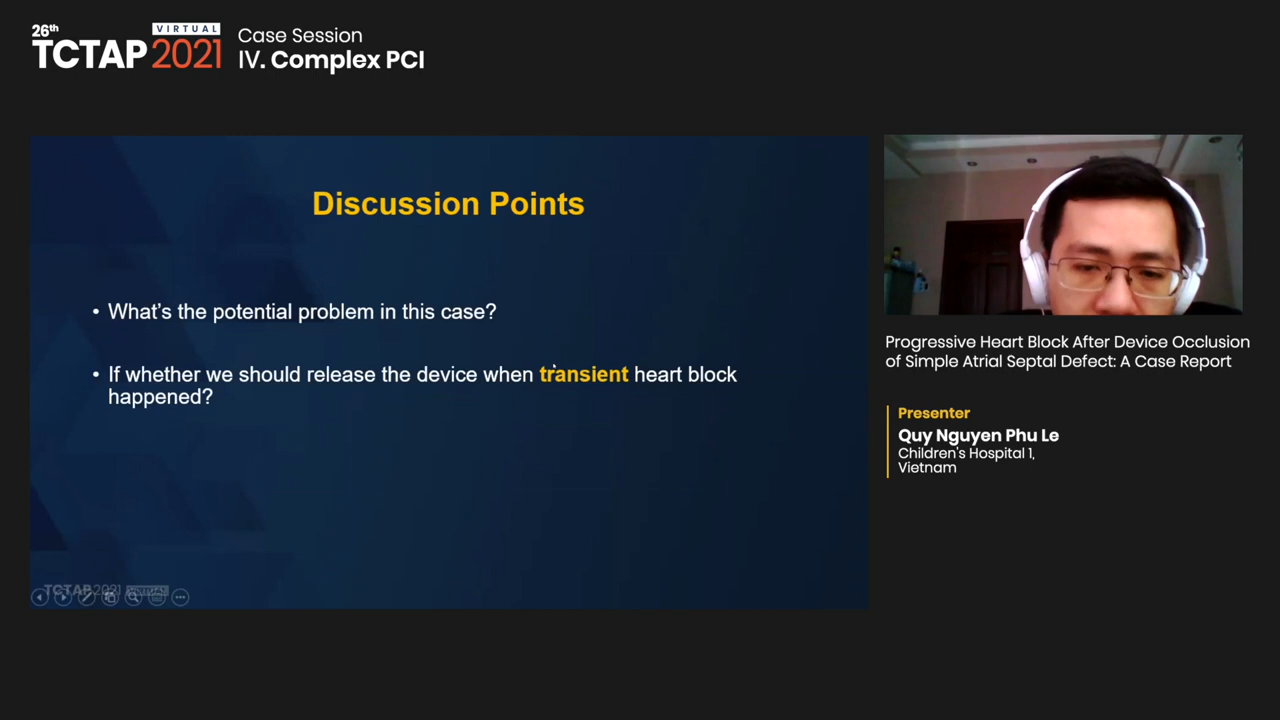 26th
VIRTUAL
TCTAP 2021
Case Session
IV. Complex PCI
Discussion Points
• What's the potential problem in this case?
• If whether we should release the device when transient heart block
happened?
TCTAP2021 VIRTUAL
Progressive Heart Block After Device Occlusion
of Simple Atrial Septal Defect: A Case Report
Presenter
Quy Nguyen Phu Le
Children's Hospital 1,
Vietnam